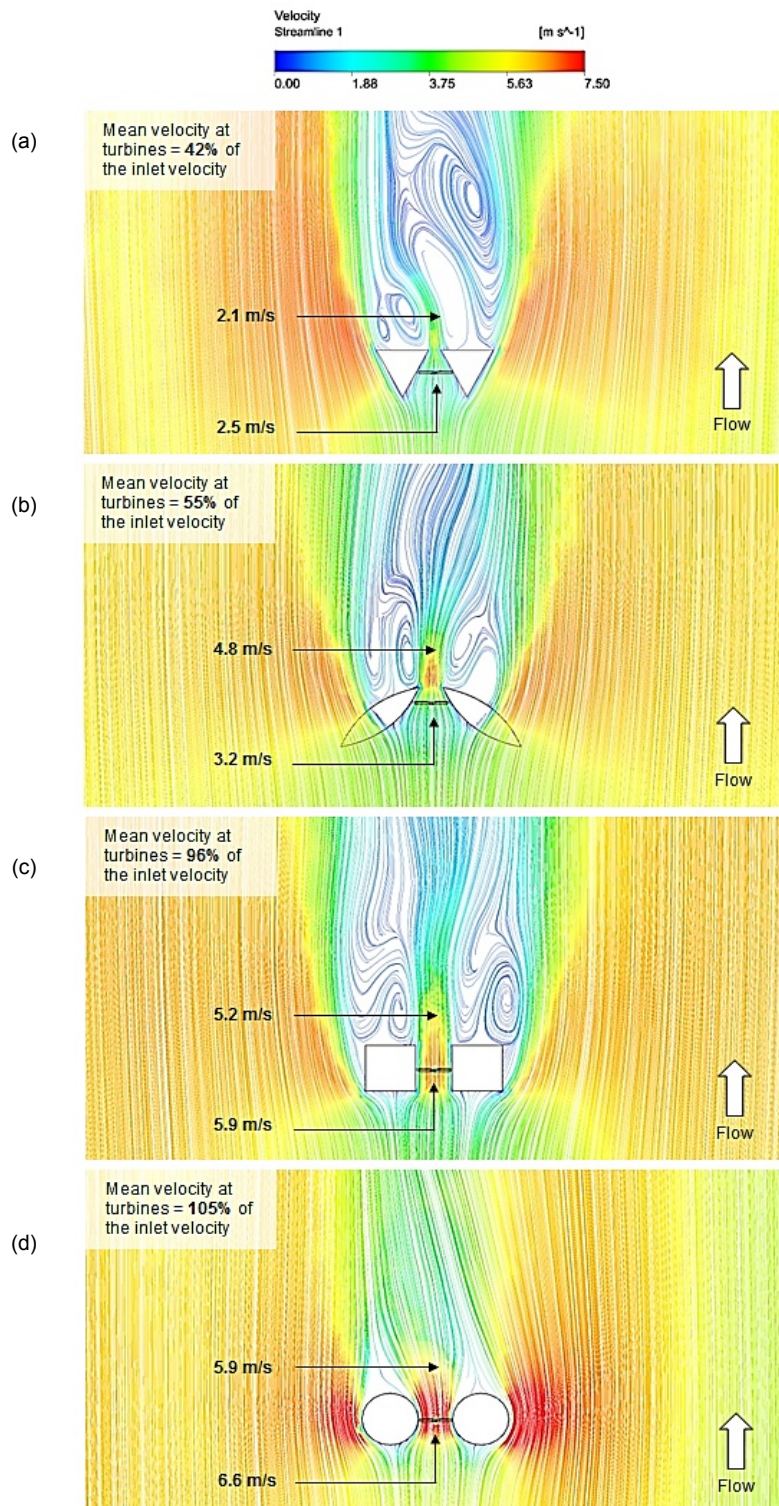 Velocity
Streamline 1 [m s^-1]
0.00 1.88 3.75 5.63 7.50
(a)
Mean velocity at
turbines = 42% of
the inlet velocity
2.1 m/s
2.5 m/s
Flow
(b)
Mean velocity at
turbines = 55% of
the inlet velocity
4.8 m/s
3.2 m/s
Flow
(c)
Mean velocity at
turbines = 96% of
the inlet velocity
5.2 m/s
5.9 m/s
Flow
(d)
Mean velocity at
turbines = 105% of
the inlet velocity
5.9 m/s
6.6 m/s
Flow